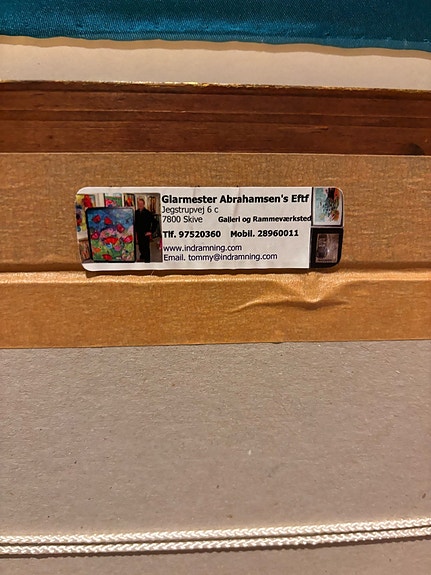 Glarmester Abrahamsen's Eftf
Jegstrupvej 6 c
7800 Skive Galleri og Rammeværksted
Tlf. 97520360 Mobil. 28960011
www.indramning.com
Email. tommy@indramning.com